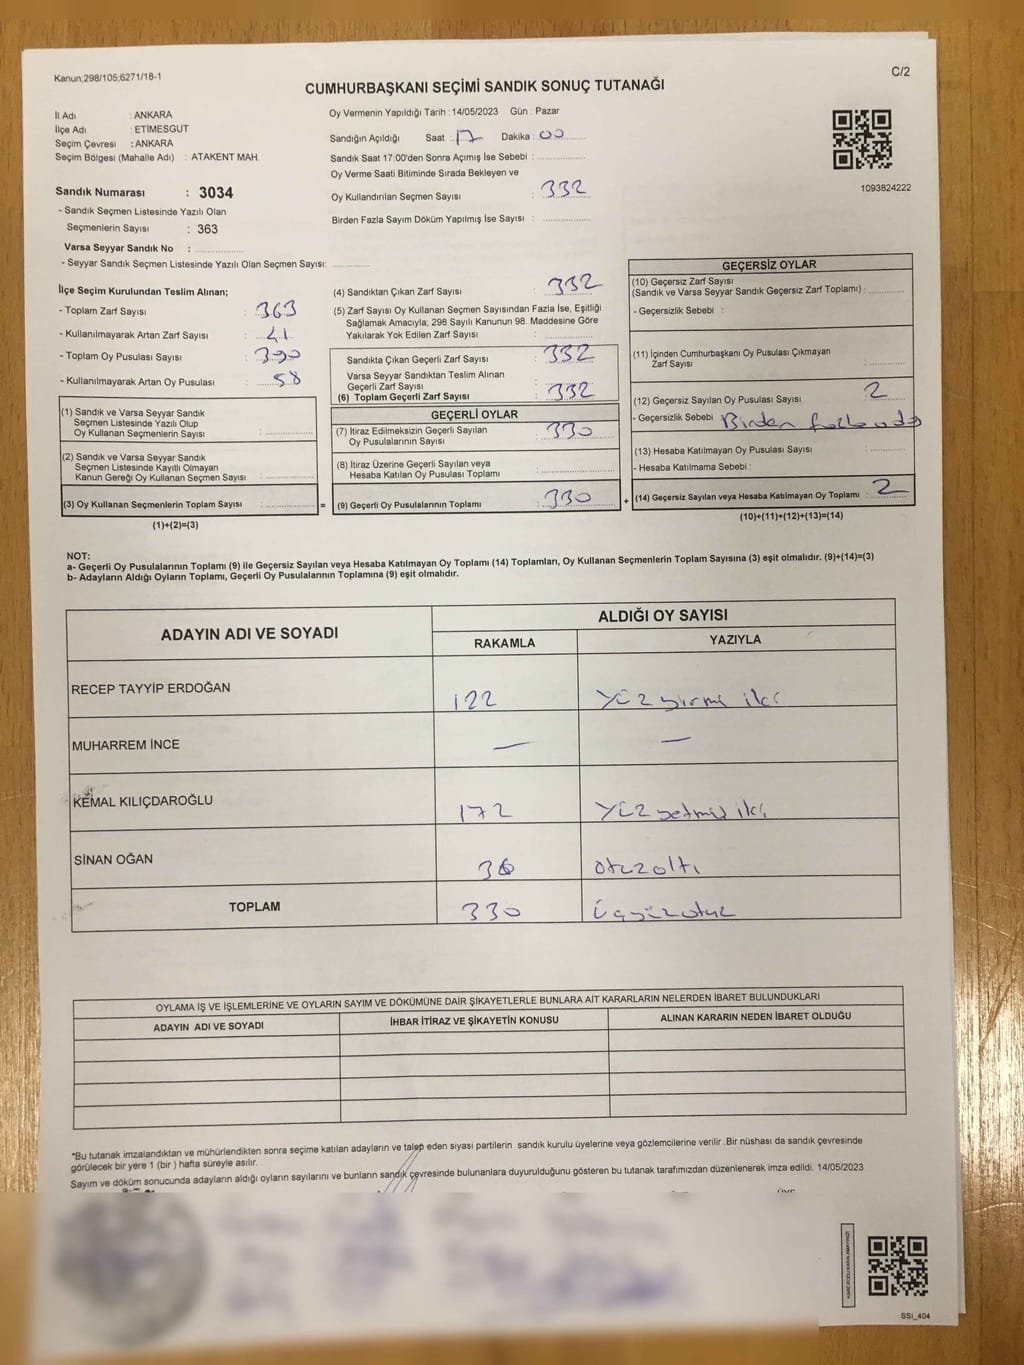 Kanun;298/105;6271/18-1
C/2
CUMHURBAŞKANI SEÇİMİ SANDIK SONUÇ TUTANAĞI
İl Adı : ANKARA
İlçe Adı : ETİMESGUT
Seçim Çevresi : ANKARA
Seçim Bölgesi (Mahalle Adı) : ATAKENT MAH.
Sandık Numarası : 3034
- Sandık Seçmen Listesinde Yazılı Olan
Seçmenlerin Sayısı : 363
Varsa Seyyar Sandık No :
- Seyyar Sandık Seçmen Listesinde Yazılı Olan Seçmen Sayısı:
Oy Vermenin Yapıldığı Tarih : 14/05/2023 Gün : Pazar
Sandığın Açıldığı Saat : 17 Dakika : 00
Sandık Saat 17:00'den Sonra Açımış İse Sebebi :
Oy Verme Saati Bitiminde Sırada Bekleyen ve
Oy Kullandırılan Seçmen Sayısı : 332
Birden Fazla Sayım Döküm Yapılmış İse Sayısı :
1093824222
İlçe Seçim Kurulundan Teslim Alınan;
- Toplam Zarf Sayısı : 363
- Kullanılmayarak Artan Zarf Sayısı : 41
- Toplam Oy Pusulası Sayısı : 390
- Kullanılmayarak Artan Oy Pusulası : 58
(1) Sandık ve Varsa Seyyar Sandık
Seçmen Listesinde Yazılı Olup
Oy Kullanan Seçmenlerin Sayısı :
(2) Sandık ve Varsa Seyyar Sandık
Seçmen Listesinde Kayıtlı Olmayan
Kanun Gereği Oy Kullanan Seçmen Sayısı :
(3) Oy Kullanan Seçmenlerin Toplam Sayısı :
(1)+(2)=(3)
(4) Sandıktan Çıkan Zarf Sayısı : 332
(5) Zarf Sayısı Oy Kullanan Seçmen Sayısından Fazla İse, Eşitliği
Sağlamak Amacıyla; 298 Sayılı Kanunun 98. Maddesine Göre
Yakılarak Yok Edilen Zarf Sayısı :
Sandıkta Çıkan Geçerli Zarf Sayısı : 332
Varsa Seyyar Sandıktan Teslim Alınan
Geçerli Zarf Sayısı :
(6) Toplam Geçerli Zarf Sayısı : 332
GEÇERLİ OYLAR
(7) İtiraz Edilmeksizin Geçerli Sayılan
Oy Pusulalarının Sayısı : 330
(8) İtiraz Üzerine Geçerli Sayılan veya
Hesaba Katılan Oy Pusulası Toplamı :
= (9) Geçerli Oy Pusulalarının Toplamı : 330 +
GEÇERSİZ OYLAR
(10) Geçersiz Zarf Sayısı
(Sandık ve Varsa Seyyar Sandık Geçersiz Zarf Toplamı) :
- Geçersizlik Sebebi :
(11) İçinden Cumhurbaşkanı Oy Pusulası Çıkmayan
Zarf Sayısı :
(12) Geçersiz Sayılan Oy Pusulası Sayısı : 2
- Geçersizlik Sebebi : Birden fazla
(13) Hesaba Katılmayan Oy Pusulası Sayısı :
- Hesaba Katılmama Sebebi :
(14) Geçersiz Sayılan veya Hesaba Katılmayan Oy Toplamı : 2
(10)+(11)+(12)+(13)=(14)
NOT:
a- Geçerli Oy Pusulalarının Toplamı (9) ile Geçersiz Sayılan veya Hesaba Katılmayan Oy Toplamı (14) Toplamları, Oy Kullanan Seçmenlerin Toplam Sayısına (3) eşit olmalıdır. (9)+(14)=(3)
b- Adayların Aldığı Oyların Toplamı, Geçerli Oy Pusulalarının Toplamına (9) eşit olmalıdır.
ADAYIN ADI VE SOYADI ALDIĞI OY SAYISI
RAKAMLA YAZIYLA
RECEP TAYYİP ERDOĞAN 122 yüz yirmi iki
MUHARREM İNCE — —
KEMAL KILIÇDAROĞLU 172 yüz yetmiş iki
SİNAN OĞAN 36 otuz altı
TOPLAM 330 üçyüz otuz
OYLAMA İŞ VE İŞLEMLERİNE VE OYLARIN SAYIM VE DÖKÜMÜNE DAİR ŞİKAYETLERLE BUNLARA AİT KARARLARIN NELERDEN İBARET BULUNDUKLARI
ADAYIN ADI VE SOYADI İHBAR İTİRAZ VE ŞİKAYETİN KONUSU ALINAN KARARIN NEDEN İBARET OLDUĞU
*Bu tutanak imzalandıktan ve mühürlendikten sonra seçime katılan adayların ve talep eden siyasi partilerin sandık kurulu üyelerine veya gözlemcilerine verilir .Bir nüshası da sandık çevresinde
görülecek bir yere 1 (bir ) hafta süreyle asılır.
Sayım ve döküm sonucunda adayların aldığı oyların sayılarını ve bunların sandık çevresinde bulunanlara duyurulduğunu gösteren bu tutanak tarafımızdan düzenlenerek imza edildi. 14/05/2023
KARE KODU KARALAMAYINIZ!
SSI_404